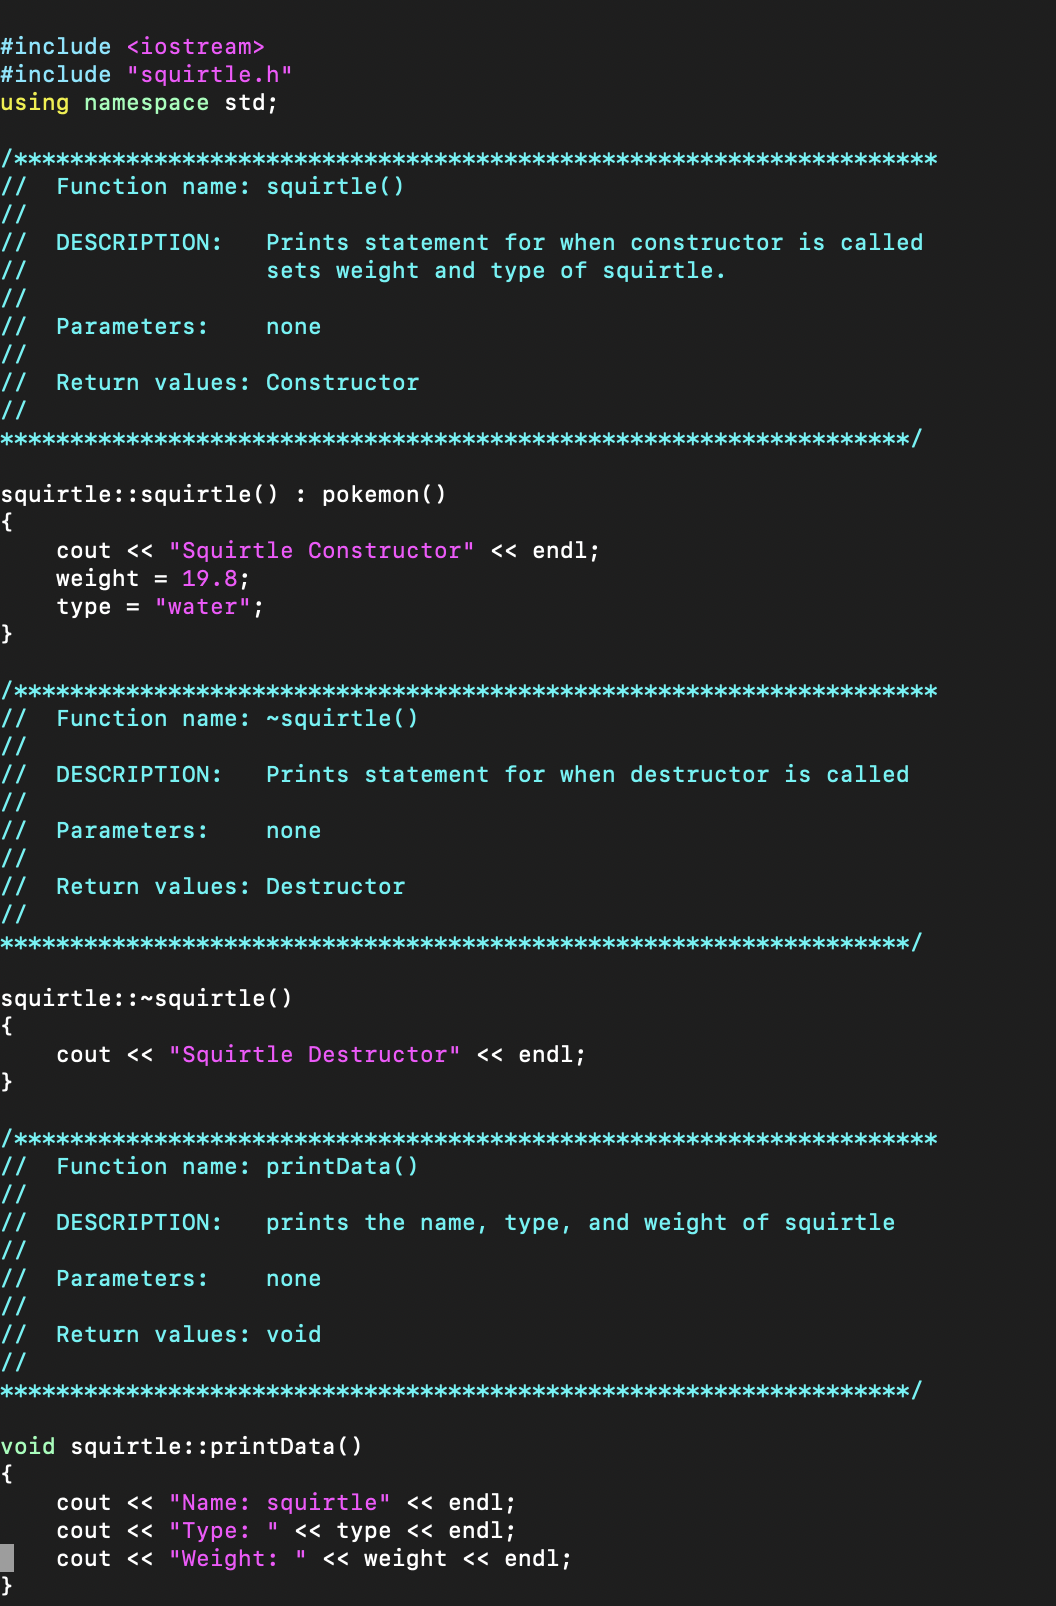 #include <iostream>
#include "squirtle.h"
using namespace std;
/******************************************************************
//  Function name: squirtle()
//
//  DESCRIPTION:   Prints statement for when constructor is called
//                 sets weight and type of squirtle.
//
//  Parameters:    none
//
//  Return values: Constructor
//
*****************************************************************/
squirtle::squirtle() : pokemon()
{
    cout << "Squirtle Constructor" << endl;
    weight = 19.8;
    type = "water";
}
/******************************************************************
//  Function name: ~squirtle()
//
//  DESCRIPTION:   Prints statement for when destructor is called
//
//  Parameters:    none
//
//  Return values: Destructor
//
*****************************************************************/
squirtle::~squirtle()
{
    cout << "Squirtle Destructor" << endl;
}
/******************************************************************
//  Function name: printData()
//
//  DESCRIPTION:   prints the name, type, and weight of squirtle
//
//  Parameters:    none
//
//  Return values: void
//
*****************************************************************/
void squirtle::printData()
{
    cout << "Name: squirtle" << endl;
    cout << "Type: " << type << endl;
    cout << "Weight: " << weight << endl;
}